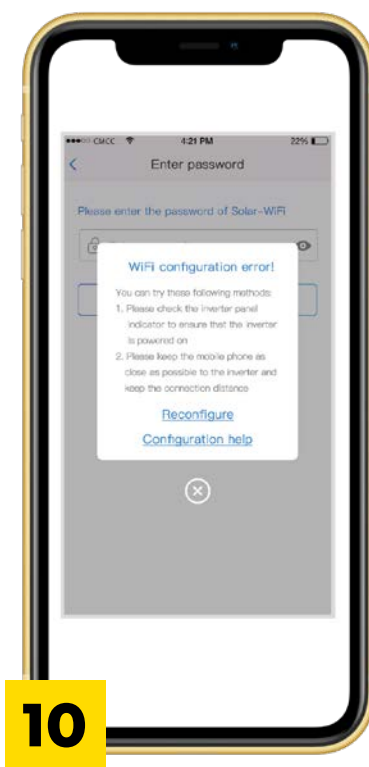 CMCC 4:21 PM 22%
Enter password
Please enter the password of Solar-WiFi
WiFi configuration error!
You can try these following methods:
1. Please check the inverter panel
indicator to ensure that the inverter
is powered on
2. Please keep the mobile phone as
close as possible to the inverter and
keep the connection distance
Reconfigure
Configuration help
10